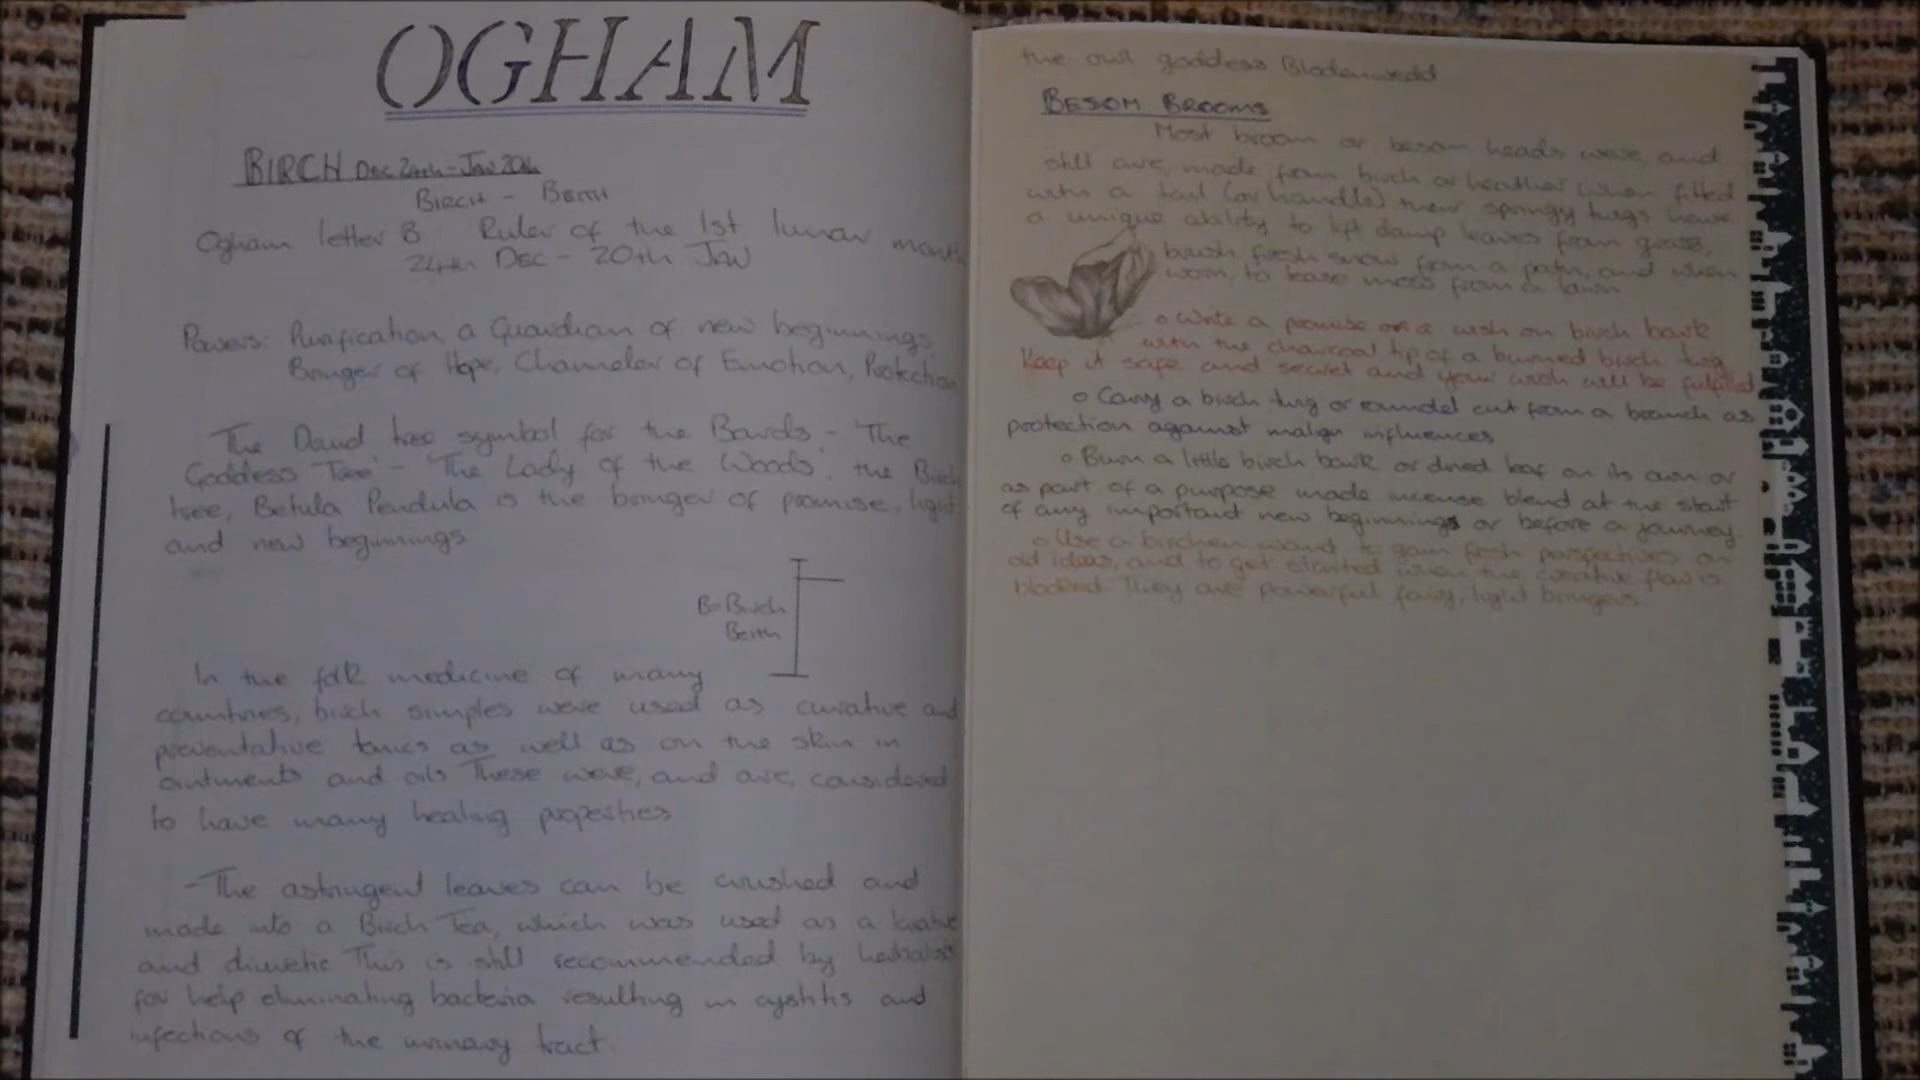 OGHAM
BIRCH Dec 24th - Jan 20th
BIRCH - BEITH
Ogham letter B Ruler of the 1st lunar month
24th Dec - 20th Jan
Powers: Purification, a Guardian of new beginnings,
Bringer of Hope, Channeler of Emotion, Protection
The Druid tree symbol for the Bards - 'The
Goddess Tree' - 'The Lady of the Woods', the Birch
tree, Betula Pendula is the bringer of promise, light
and new beginnings
B=Birch
Beith
In the folk medicine of many
countries, birch simples were used as curative and
preventative tonics as well as on the skin in
ointments and oils These were, and are, considered
to have many healing properties
- The astringent leaves can be crushed and
made into a Birch Tea, which was used as a laxative
and diuretic This is still recommended by herbalists
for help eliminating bacteria resulting in cystitis and
infections of the urinary tract.
the owl goddess Blodenwedd
BESOM BROOMS
Most broom or besom heads were, and
still are, made from birch or heather when fitted
with a tail (or handle) their springy twigs have
a unique ability to lift damp leaves from grass,
brush fresh snow from a path, and when
worn, to tease moss from a lawn
o Write a promise or a wish on birch bark
with the charcoal tip of a burned birch twig
Keep it safe and secret and your wish will be fulfilled
o Carry a birch twig or roundel cut from a branch as
protection against malign influences
o Burn a little birch bark or dried leaf on its own or
as part of a purpose made incense blend at the start
of any important new beginnings or before a journey.
o Use a birchen wand to gain fresh perspectives on
old ideas, and to get started when the creative flow is
blocked. They are powerful fairy, light bringers